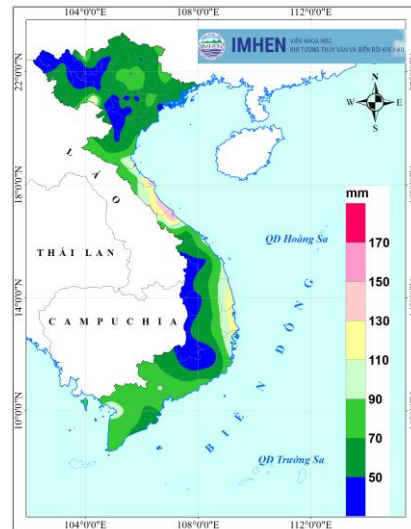 104°0'0"E 108°0'0"E 112°0'0"E
IMHEN VIỆN KHOA HỌC
KHÍ TƯỢNG THỦY VĂN VÀ BIẾN ĐỔI KHÍ HẬU
22°0'0"N
N
W E
S
18°0'0"N
LÀO
mm
THÁI LAN
QĐ Hoàng Sa
170
150
14°0'0"N
CAMPUCHIA
130
BIỂN ĐÔNG
110
90
10°0'0"N
70
QĐ Trường Sa
50
104°0'0"E 108°0'0"E 112°0'0"E